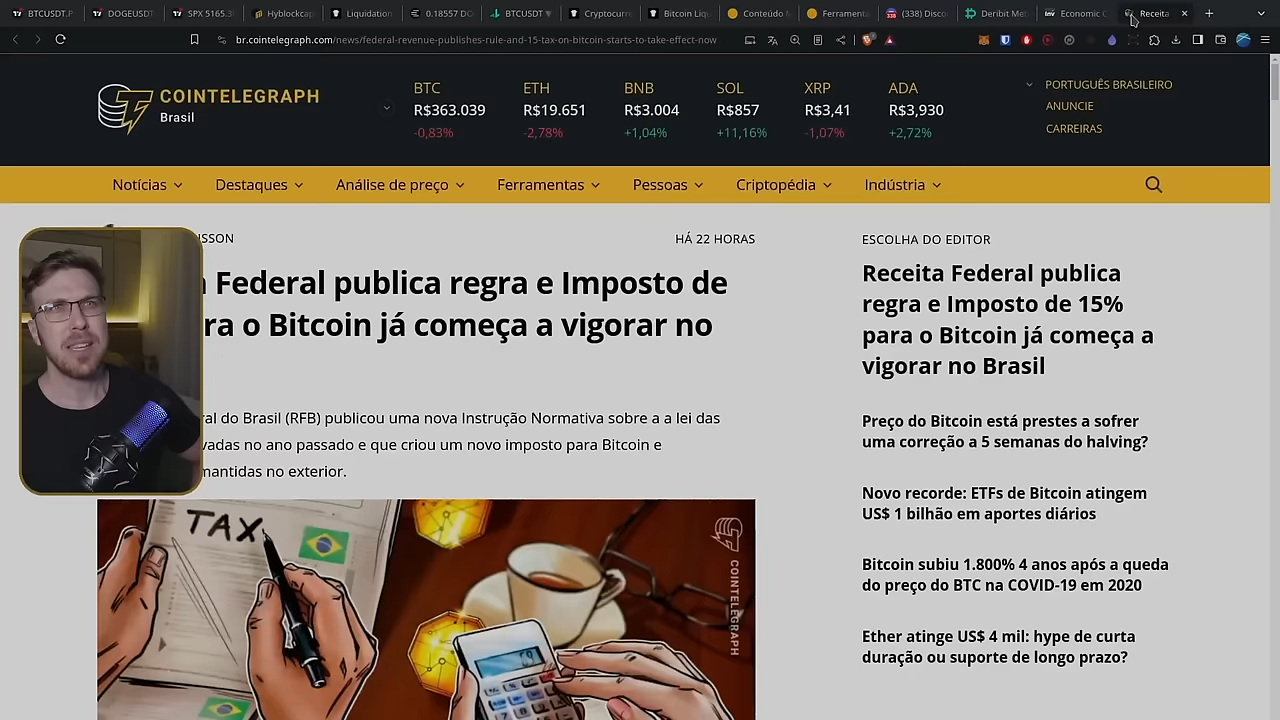 BTCUSDT.P
DOGEUSDT
SPX 5165.3
Hyblockcap
Liquidation
0.18557 DO
BTCUSDT
Cryptocurre
Bitcoin Liqu
Conteúdo M
Ferramenta
(338) Disco
Deribit Met
Economic C
Receita
br.cointelegraph.com/news/federal-revenue-publishes-rule-and-15-tax-on-bitcoin-starts-to-take-effect-now
COINTELEGRAPH
Brasil
BTC ETH BNB SOL XRP ADA
R$363.039 R$19.651 R$3.004 R$857 R$3,41 R$3,930
-0,83% -2,78% +1,04% +11,16% -1,07% +2,72%
PORTUGUÊS BRASILEIRO
ANUNCIE
CARREIRAS
Notícias Destaques Análise de preço Ferramentas Pessoas Criptopédia Indústria
SSON
HÁ 22 HORAS
Federal publica regra e Imposto de
ra o Bitcoin já começa a vigorar no
al do Brasil (RFB) publicou uma nova Instrução Normativa sobre a a lei das
vadas no ano passado e que criou um novo imposto para Bitcoin e
mantidas no exterior.
TAX
COINTELEGRAPH
ESCOLHA DO EDITOR
Receita Federal publica
regra e Imposto de 15%
para o Bitcoin já começa a
vigorar no Brasil
Preço do Bitcoin está prestes a sofrer
uma correção a 5 semanas do halving?
Novo recorde: ETFs de Bitcoin atingem
US$ 1 bilhão em aportes diários
Bitcoin subiu 1.800% 4 anos após a queda
do preço do BTC na COVID-19 em 2020
Ether atinge US$ 4 mil: hype de curta
duração ou suporte de longo prazo?